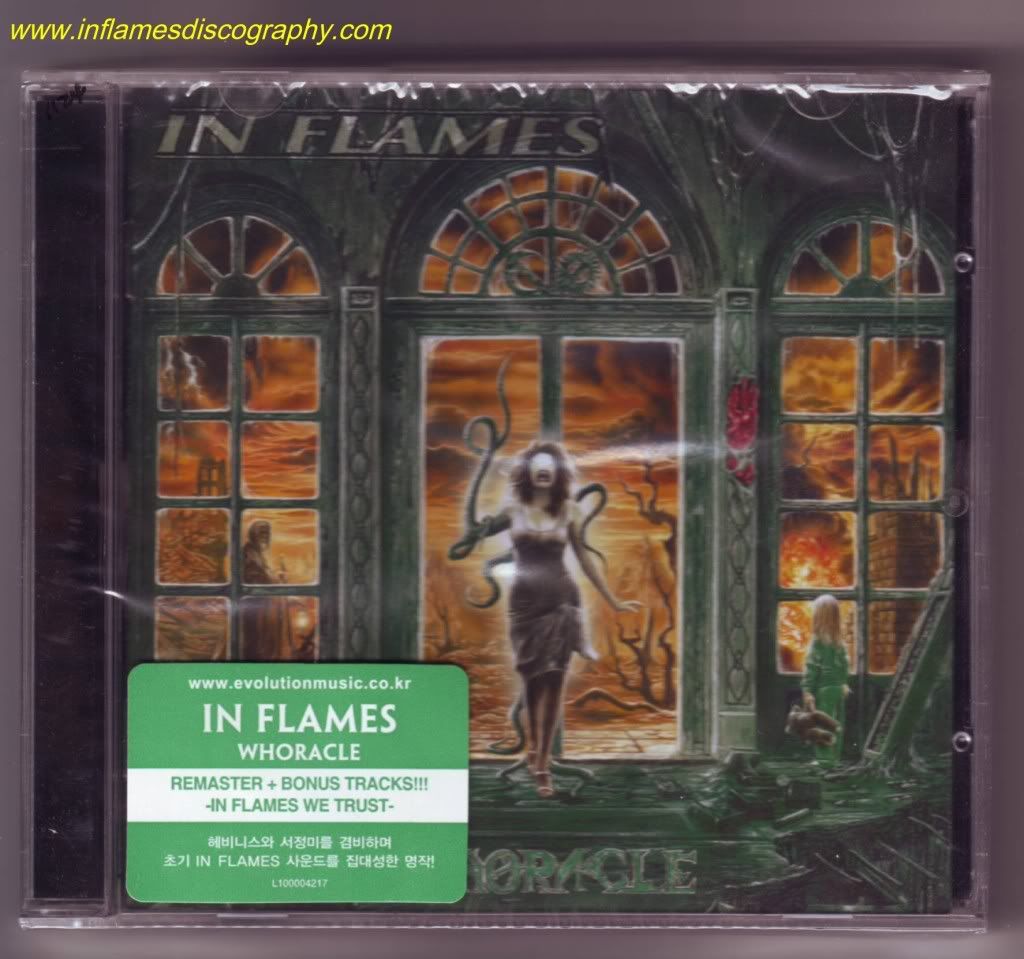 www.inflamesdiscography.com
IN FLAMES
www.evolutionmusic.co.kr
IN FLAMES
WHORACLE
REMASTER + BONUS TRACKS!!!
-IN FLAMES WE TRUST-
헤비니스와 서정미를 겸비하며
초기 IN FLAMES 사운드를 집대성한 명작!
L100004217
ORACLE